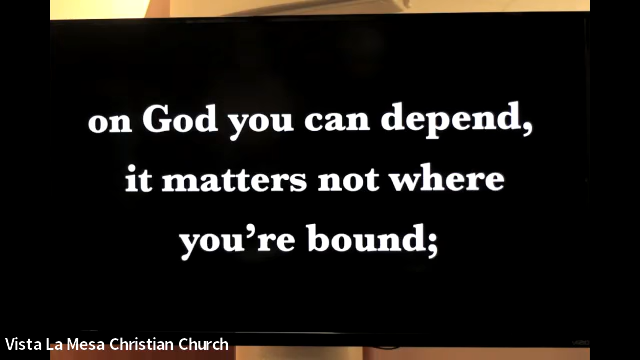 on God you can depend,
it matters not where
you’re bound;
Vista La Mesa Christian Church